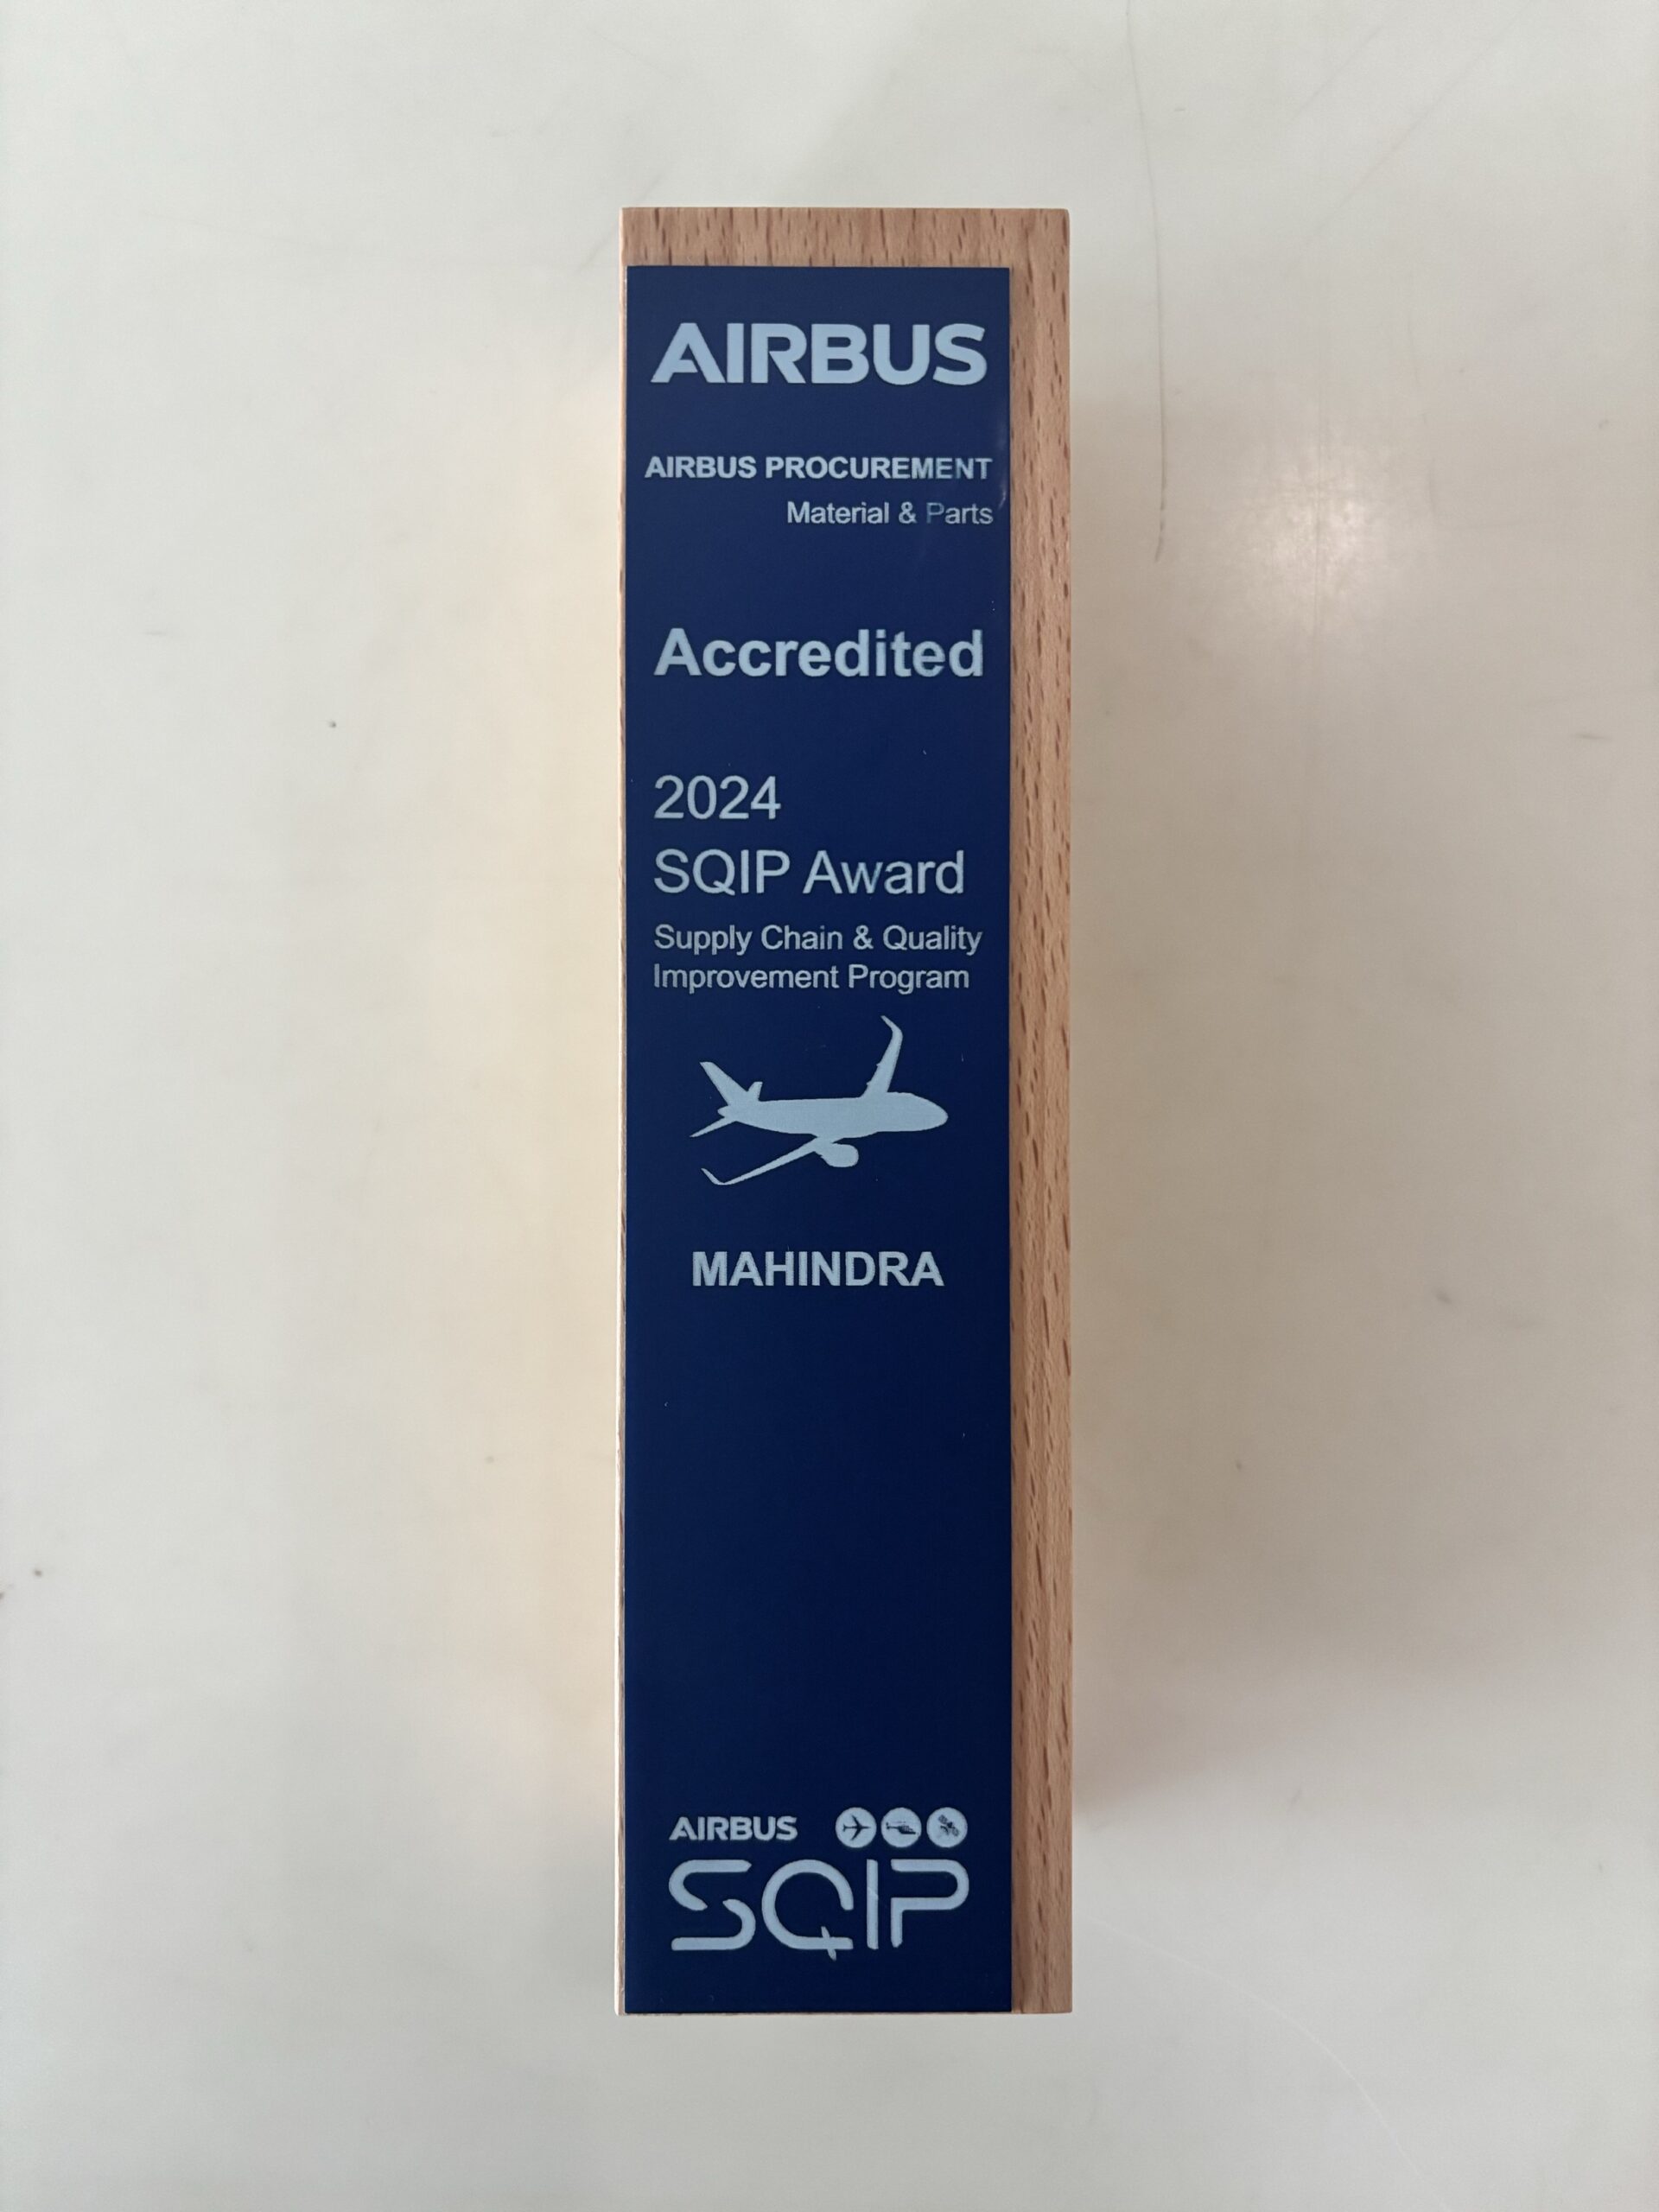 AIRBUS
AIRBUS PROCUREMENT
Material & Parts
Accredited
2024
SQIP Award
Supply Chain & Quality
Improvement Program
MAHINDRA
AIRBUS
SQIP